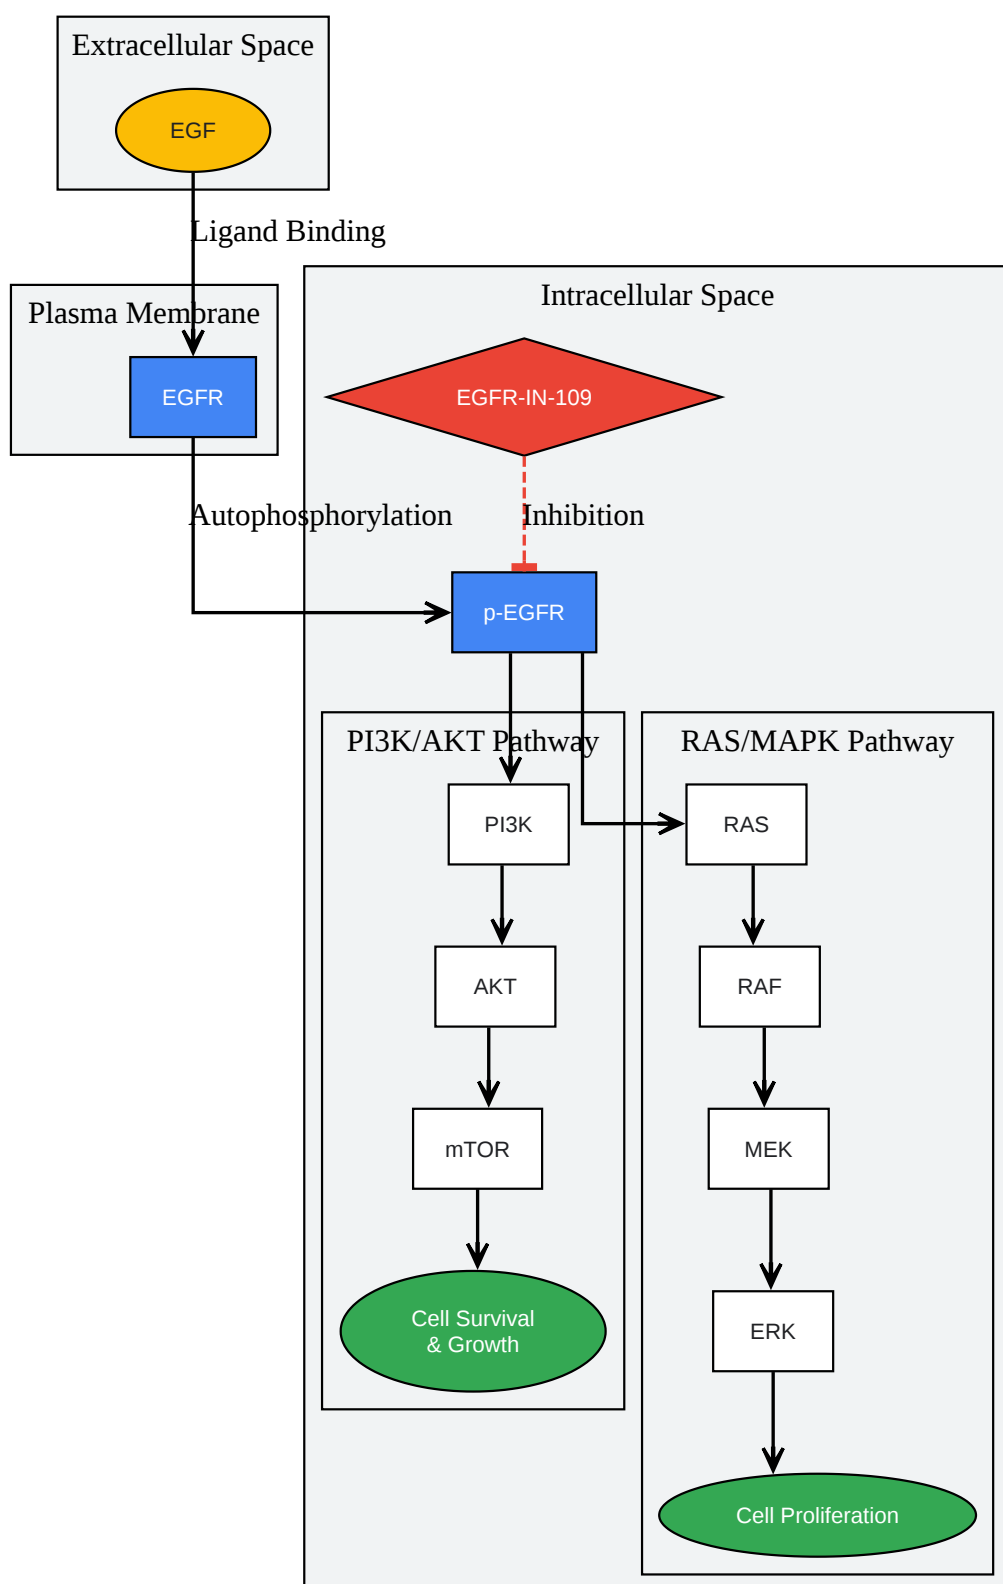 Extracellular Space
EGF
Ligand Binding
Plasma Membrane
EGFR
Intracellular Space
EGFR-IN-109
Autophosphorylation
Inhibition
p-EGFR
PI3K/AKT Pathway
PI3K
AKT
mTOR
Cell Survival
& Growth
RAS/MAPK Pathway
RAS
RAF
MEK
ERK
Cell Proliferation